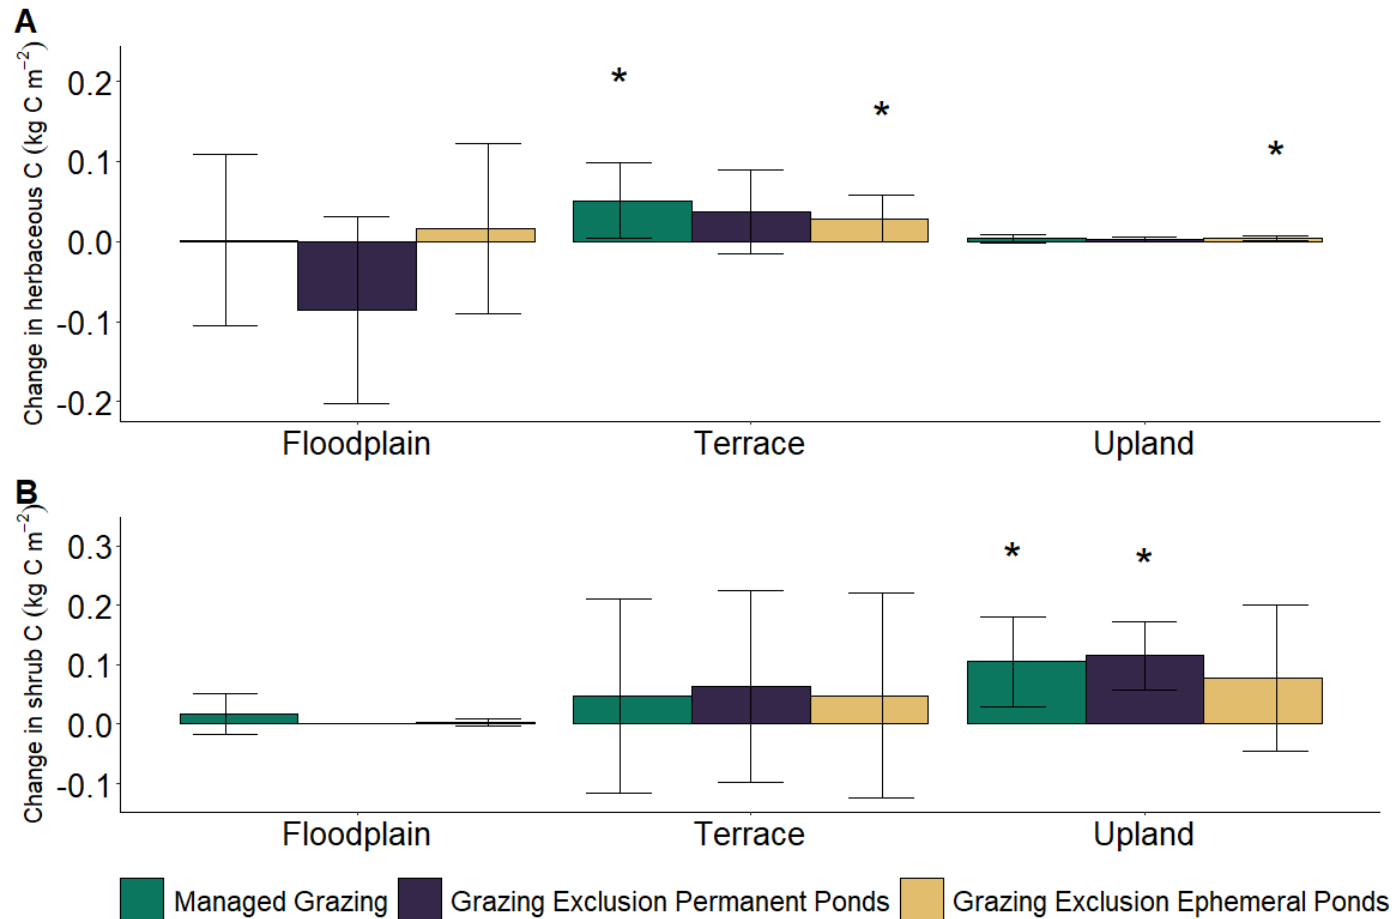 A
Change in herbaceous C (kg C m⁻²)
0.2
0.1
0.0
-0.1
-0.2
* * *
Floodplain Terrace Upland
B
Change in shrub C (kg C m⁻²)
0.3
0.2
0.1
0.0
-0.1
* *
Floodplain Terrace Upland
Managed Grazing Grazing Exclusion Permanent Ponds Grazing Exclusion Ephemeral Ponds